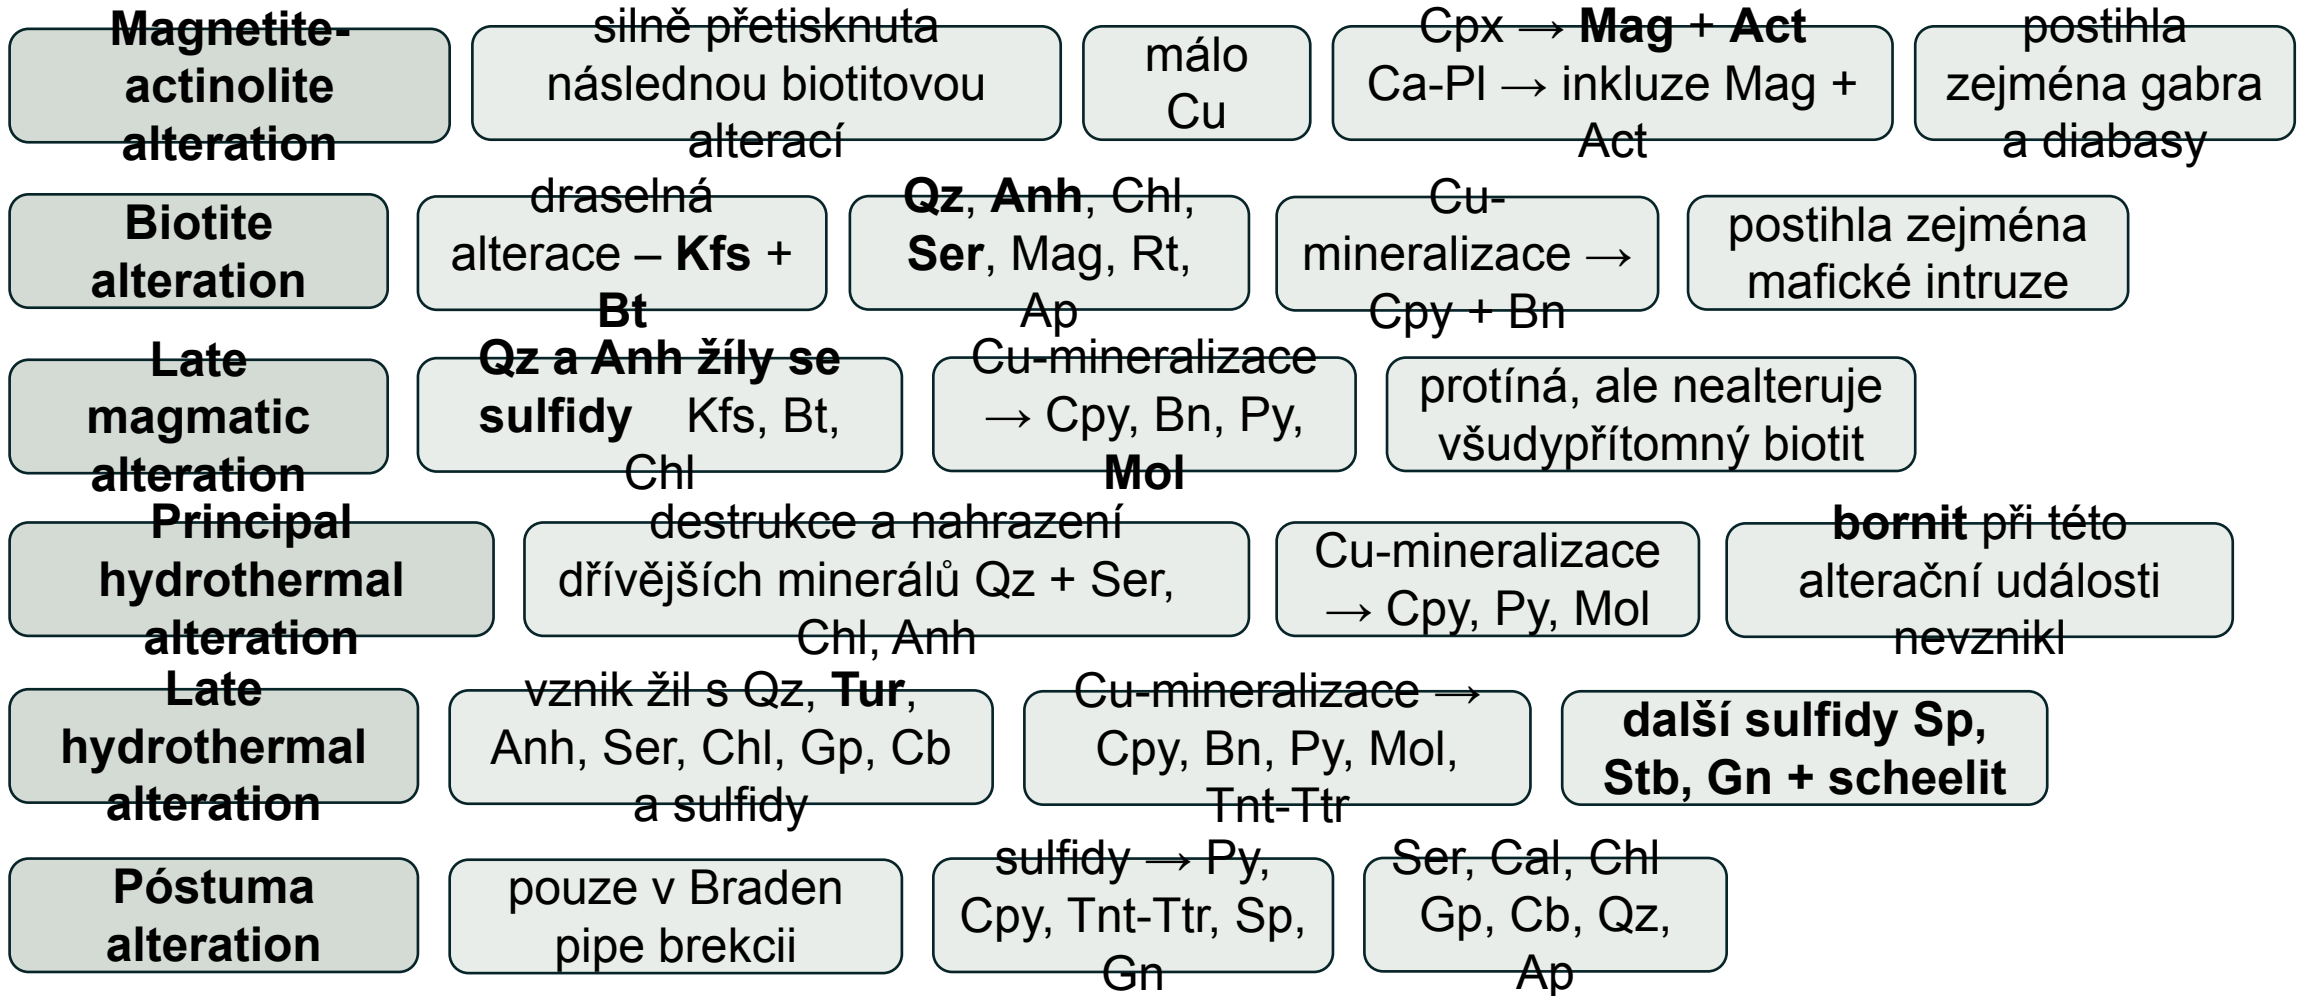 Magnetite-
actinolite
alteration
silně přetisknuta
následnou biotitovou
alterací
málo
Cu
Cpx → Mag + Act
Ca-Pl → inkluze Mag +
Act
postihla
zejména gabra
a diabasy
Biotite
alteration
draselná
alterace – Kfs +
Bt
Qz, Anh, Chl,
Ser, Mag, Rt,
Ap
Cu-
mineralizace →
Cpy + Bn
postihla zejména
mafické intruze
Late
magmatic
alteration
Qz a Anh žíly se
sulfidy Kfs, Bt,
Chl
Cu-mineralizace
→ Cpy, Bn, Py,
Mol
protíná, ale nealteruje
všudypřítomný biotit
Principal
hydrothermal
alteration
destrukce a nahrazení
dřívějších minerálů Qz + Ser,
Chl, Anh
Cu-mineralizace
→ Cpy, Py, Mol
bornit při této
alterační události
nevznikl
Late
hydrothermal
alteration
vznik žil s Qz, Tur,
Anh, Ser, Chl, Gp, Cb
a sulfidy
Cu-mineralizace →
Cpy, Bn, Py, Mol,
Tnt-Ttr
další sulfidy Sp,
Stb, Gn + scheelit
Póstuma
alteration
pouze v Braden
pipe brekcii
sulfidy → Py,
Cpy, Tnt-Ttr, Sp,
Gn
Ser, Cal, Chl
Gp, Cb, Qz,
Ap